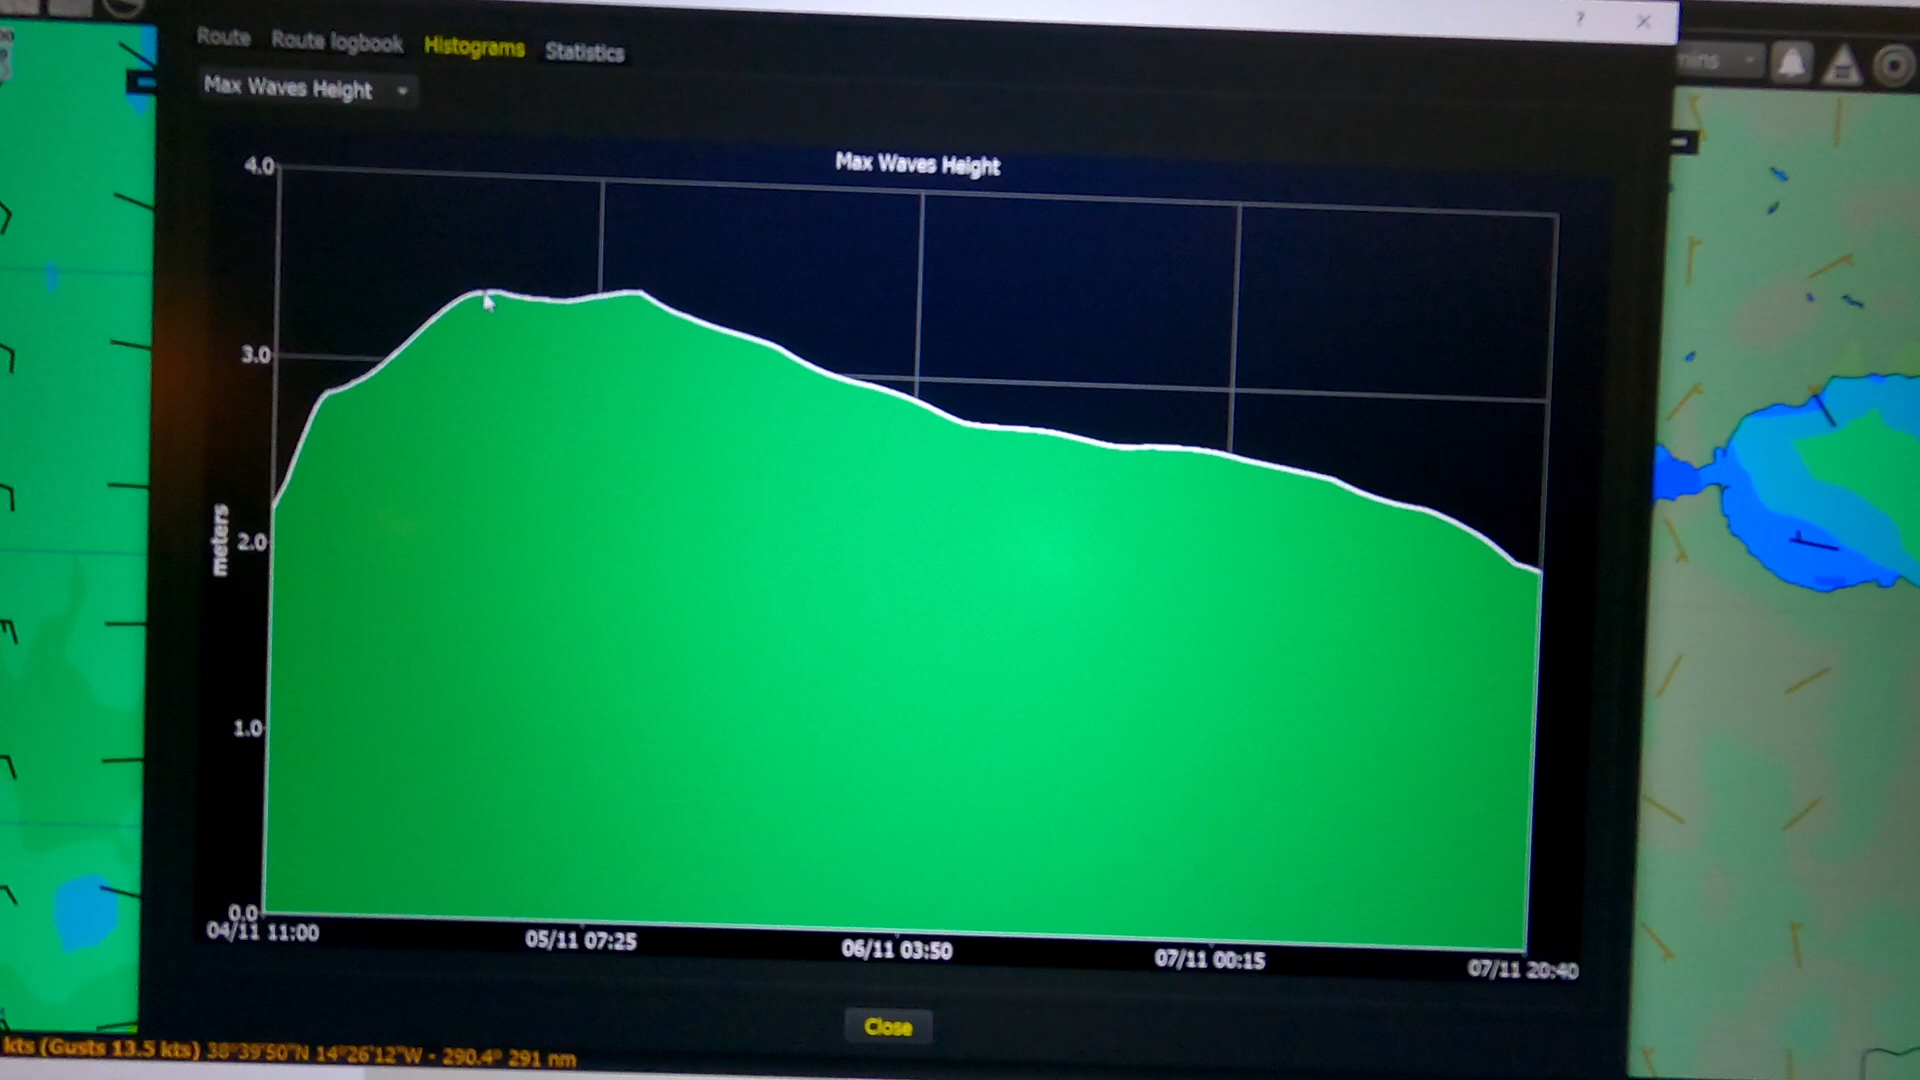 Route Route logbook Histograms Statistics
mins
Max Waves Height
Max Waves Height
4.0
3.0
2.0
1.0
0.0
meters
04/11 11:00 05/11 07:25 06/11 03:50 07/11 00:15 07/11 20:40
Close
kts (Gusts 13.5 kts) 38°39'50"N 14°26'12"W - 290.4° 291 nm